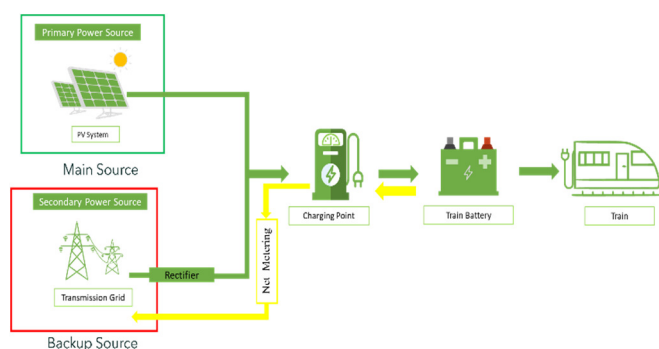 Primary Power Source
PV System
Main Source
Secondary Power Source
Transmission Grid
Backup Source
Rectifier
Net Metering
Charging Point
Train Battery
Train